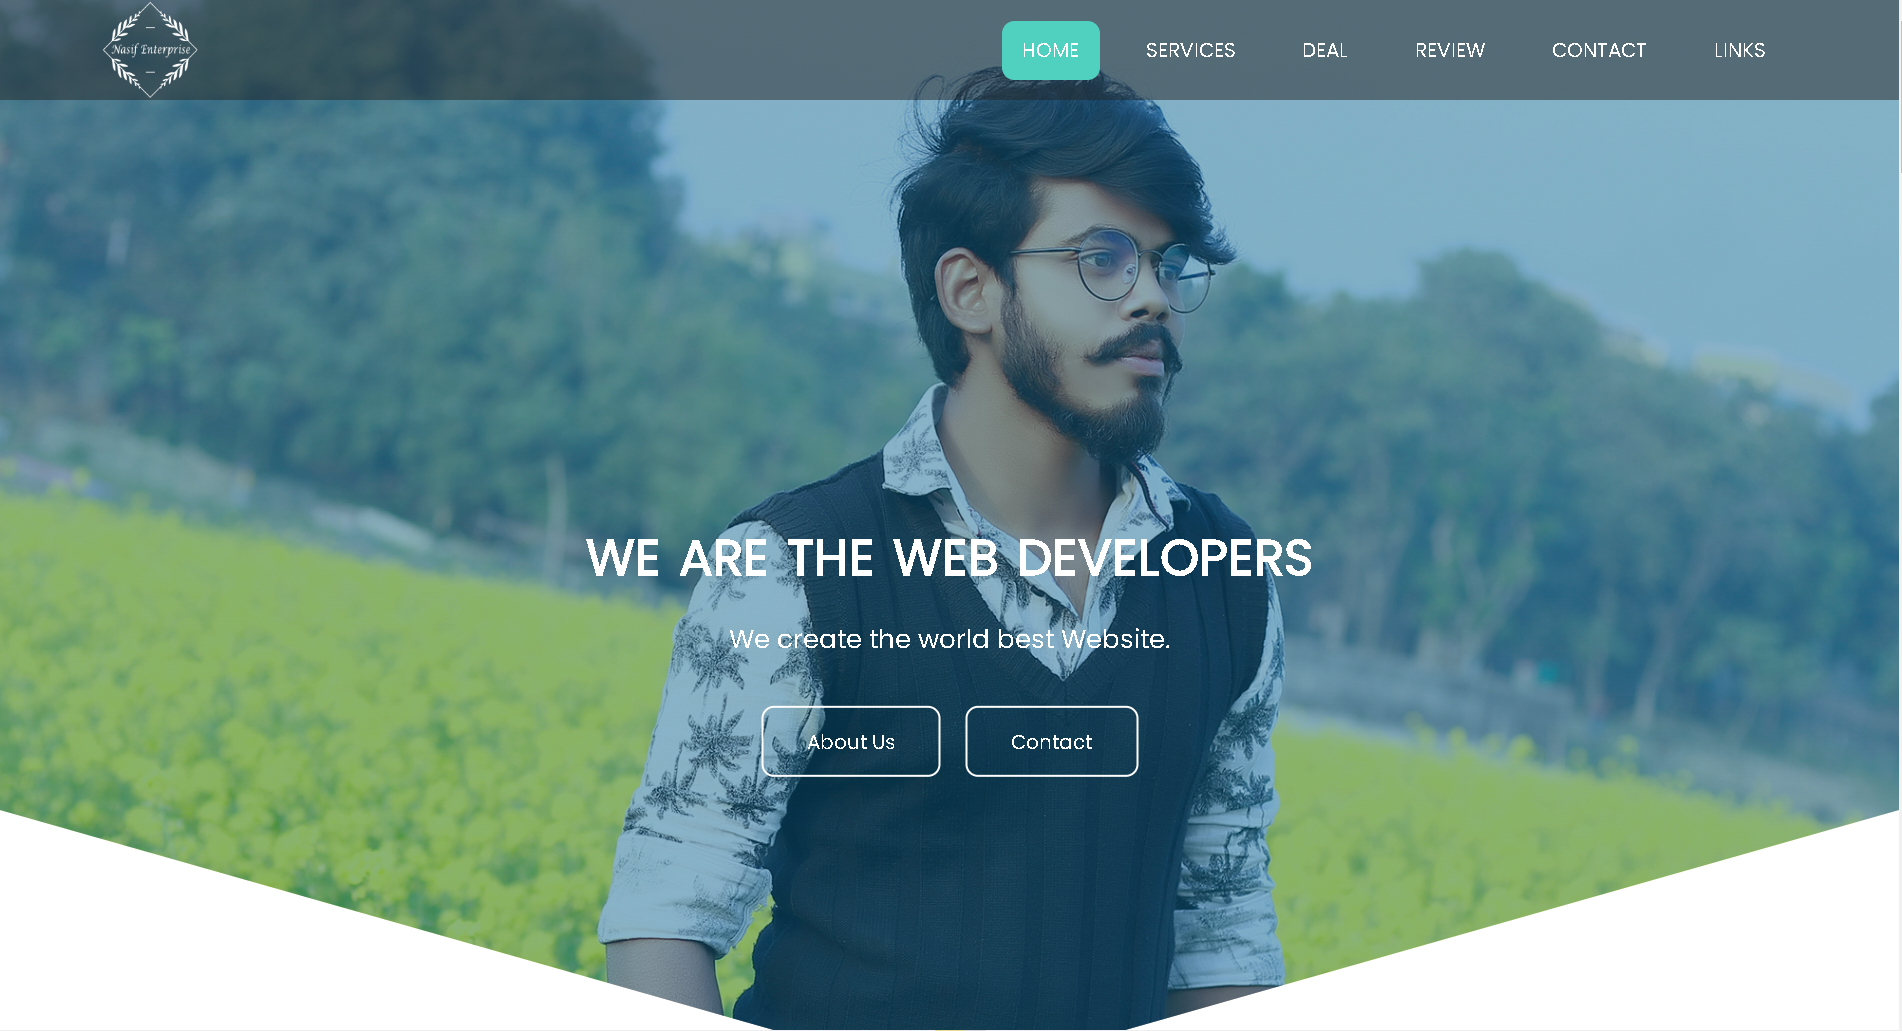 Nasif Enterprise
HOME SERVICES DEAL REVIEW CONTACT LINKS
WE ARE THE WEB DEVELOPERS
We create the world best Website.
About Us Contact